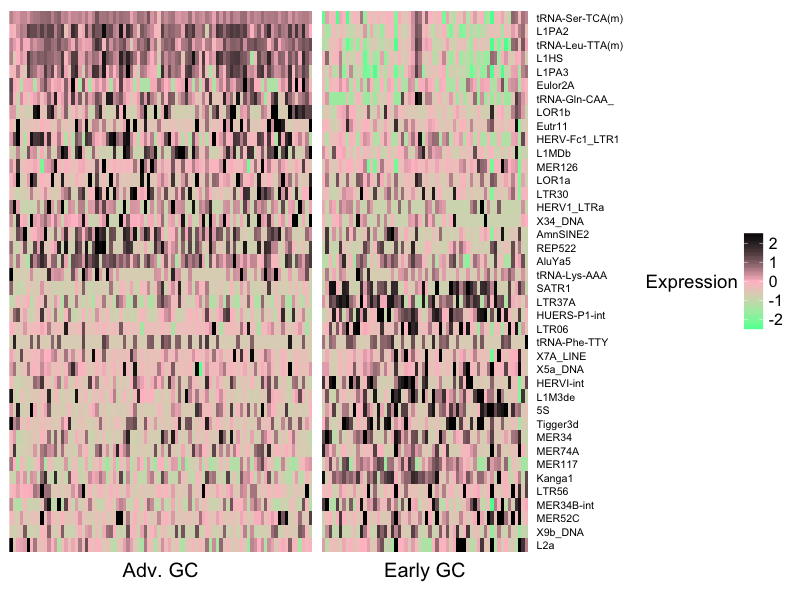 tRNA-Ser-TCA(m)
L1PA2
tRNA-Leu-TTA(m)
L1HS
L1PA3
Eulor2A
tRNA-Gln-CAA_
LOR1b
Eutr11
HERV-Fc1_LTR1
L1MDb
MER126
LOR1a
LTR30
HERV1_LTRa
X34_DNA
AmnSINE2
REP522
AluYa5
tRNA-Lys-AAA
SATR1
LTR37A
HUERS-P1-int
LTR06
tRNA-Phe-TTY
X7A_LINE
X5a_DNA
HERVI-int
L1M3de
5S
Tigger3d
MER34
MER74A
MER117
Kanga1
LTR56
MER34B-int
MER52C
X9b_DNA
L2a
Expression
2
1
0
-1
-2
Adv. GC
Early GC